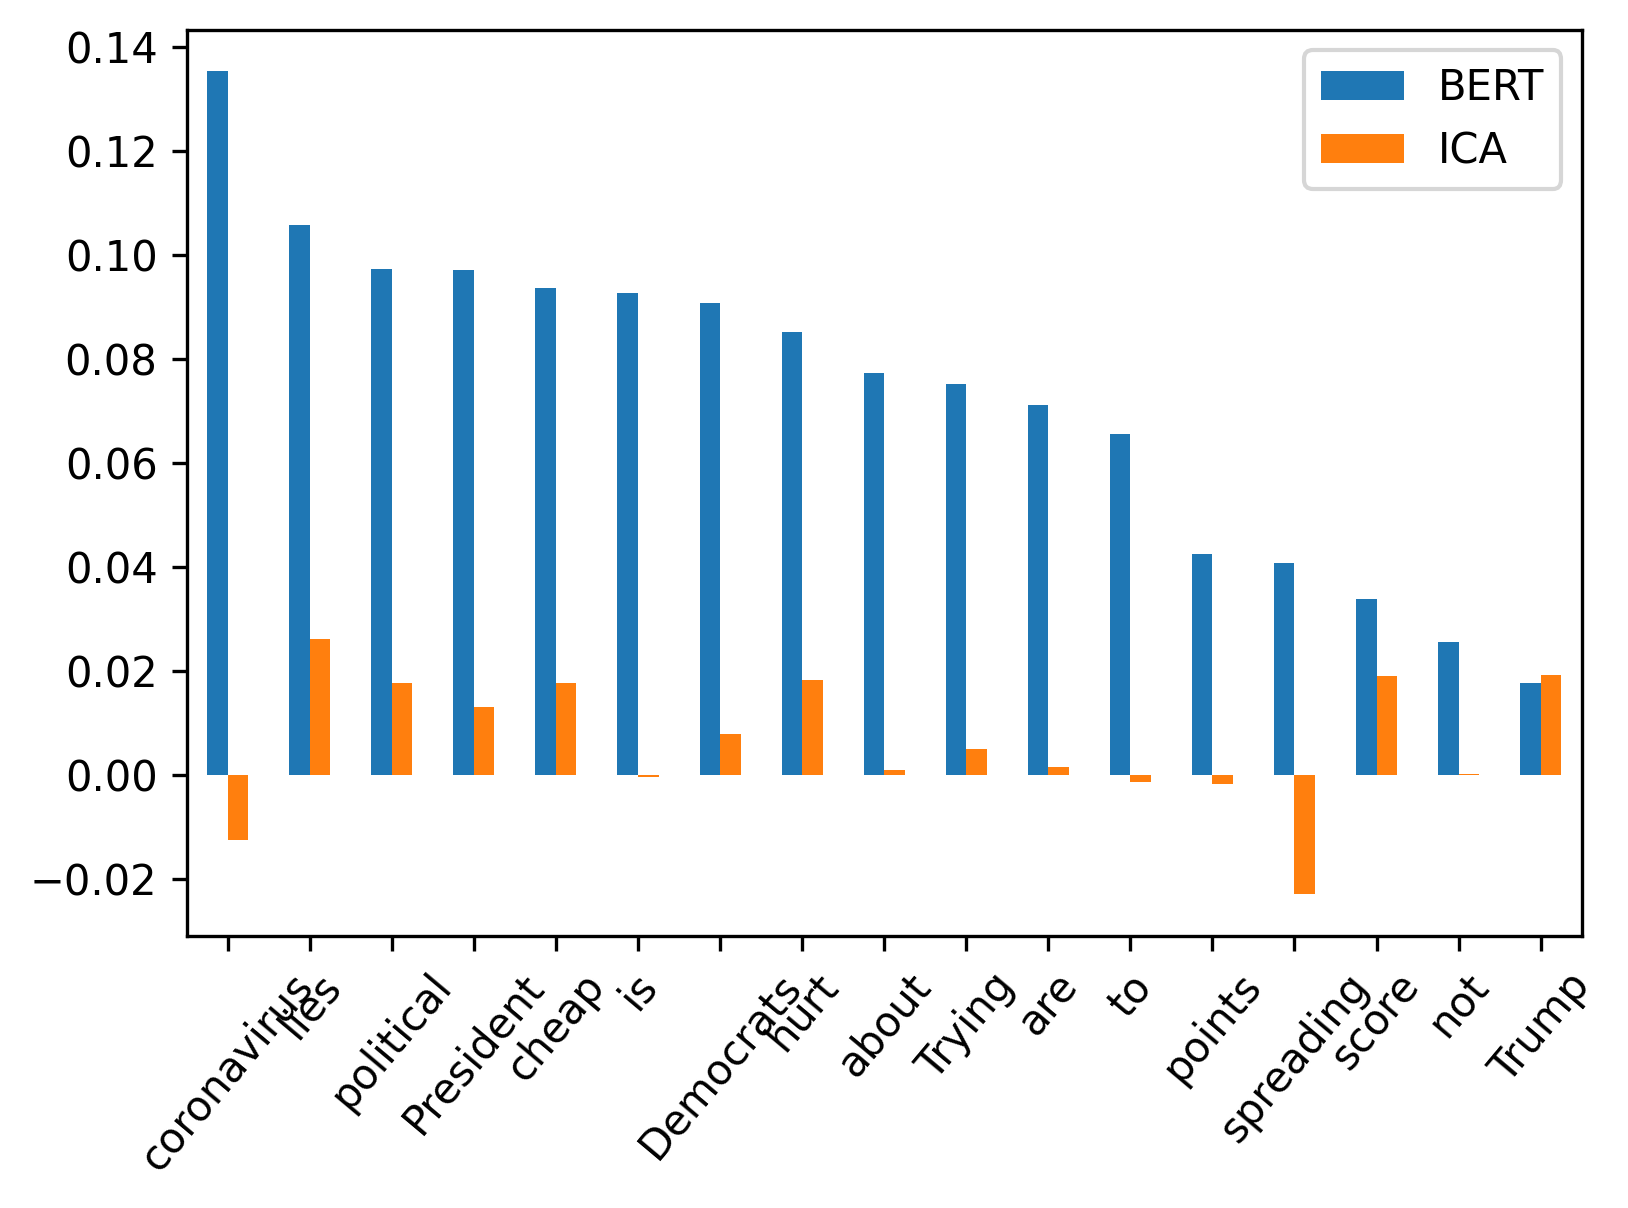 0.14
0.12
0.10
0.08
0.06
0.04
0.02
0.00
−0.02
BERT
ICA
coronavirus
lies
political
President
cheap
is
Democrats
hurt
about
Trying
are
to
points
spreading
score
not
Trump